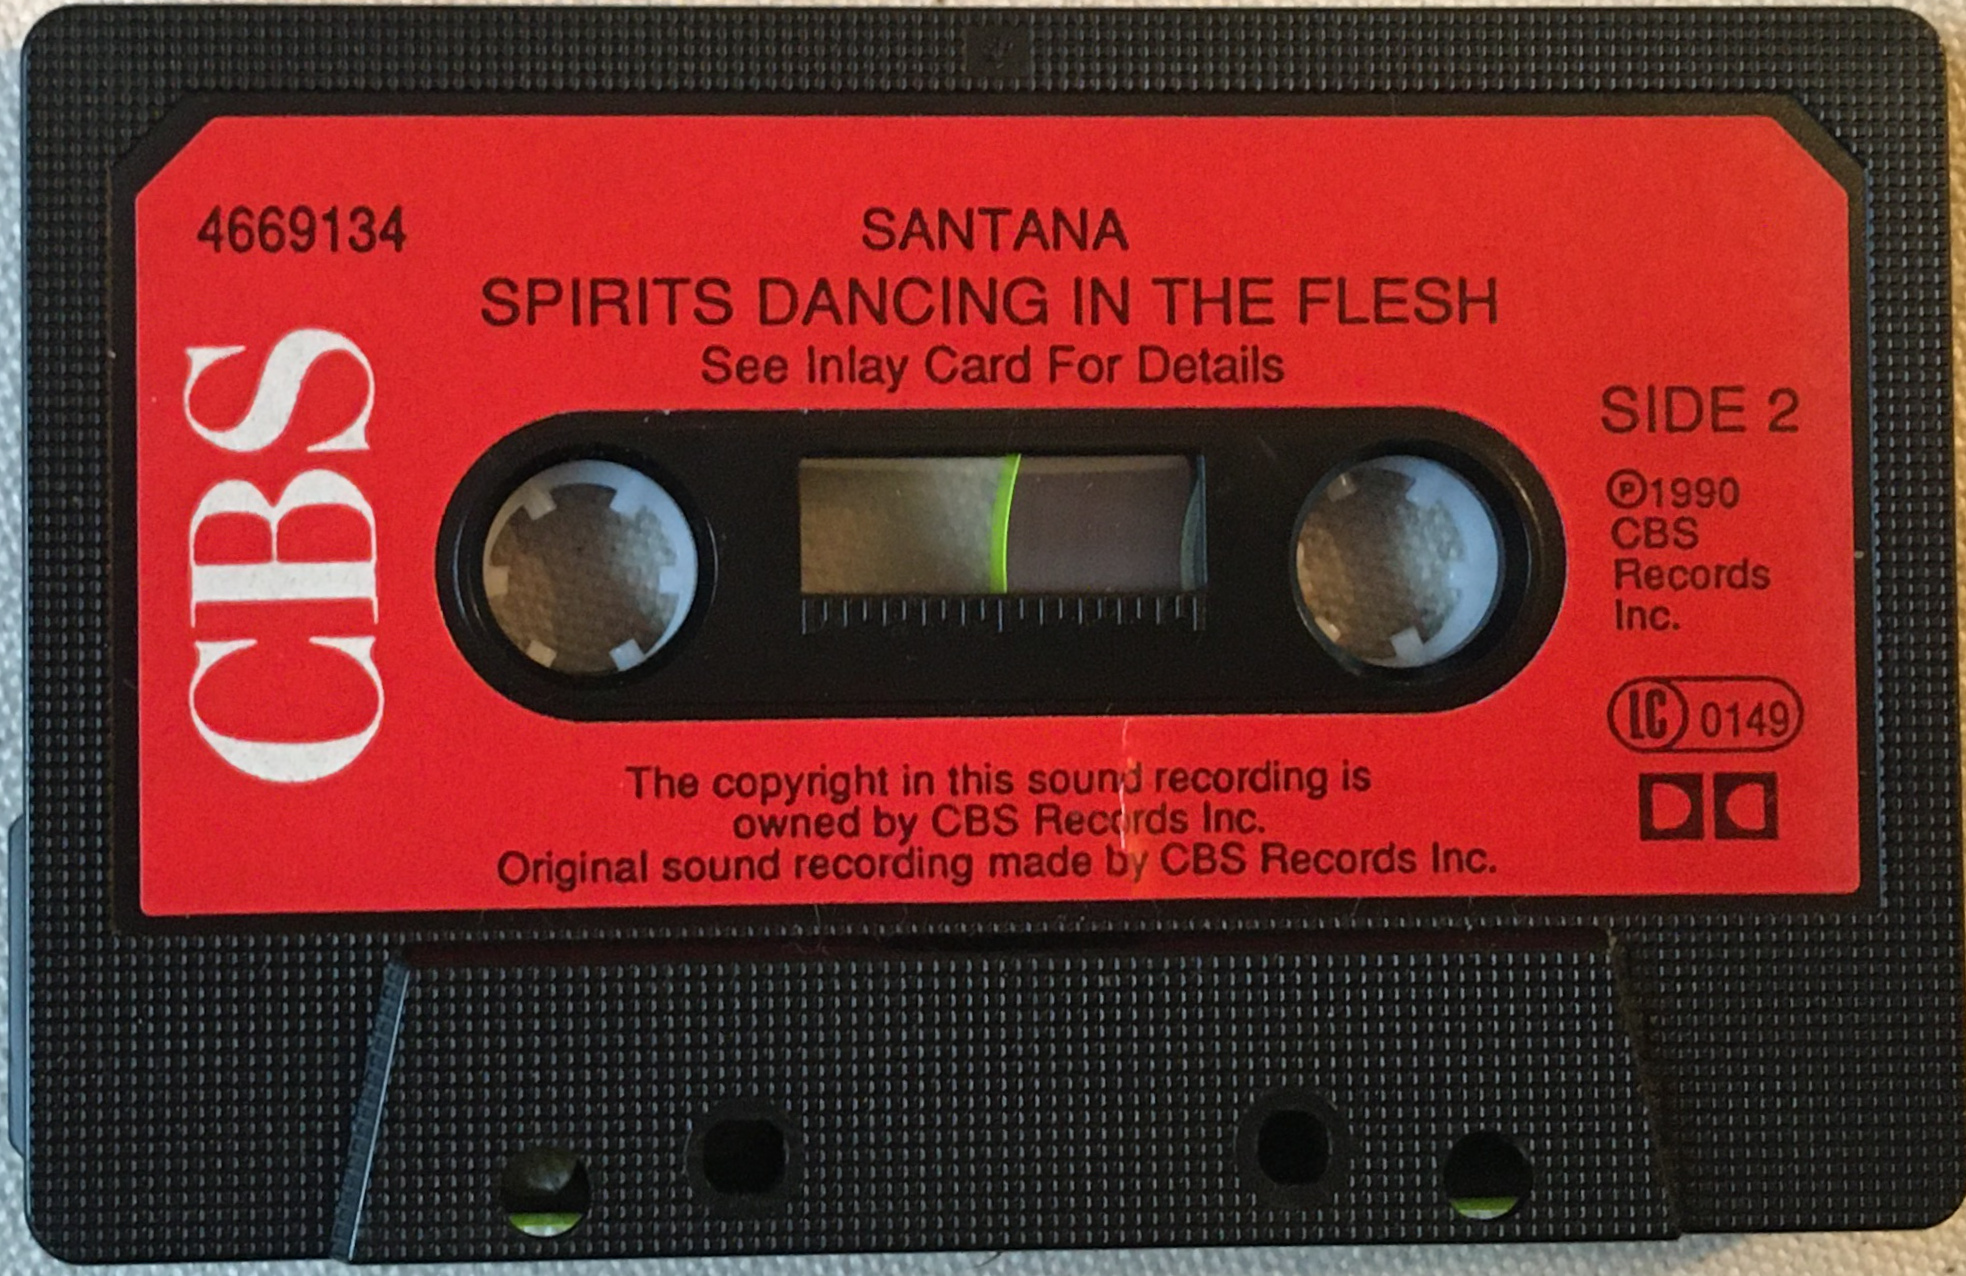 4669134
SANTANA
SPIRITS DANCING IN THE FLESH
See Inlay Card For Details
CBS
SIDE 2
℗1990
CBS
Records
Inc.
LC 0149
The copyright in this sound recording is
owned by CBS Records Inc.
Original sound recording made by CBS Records Inc.